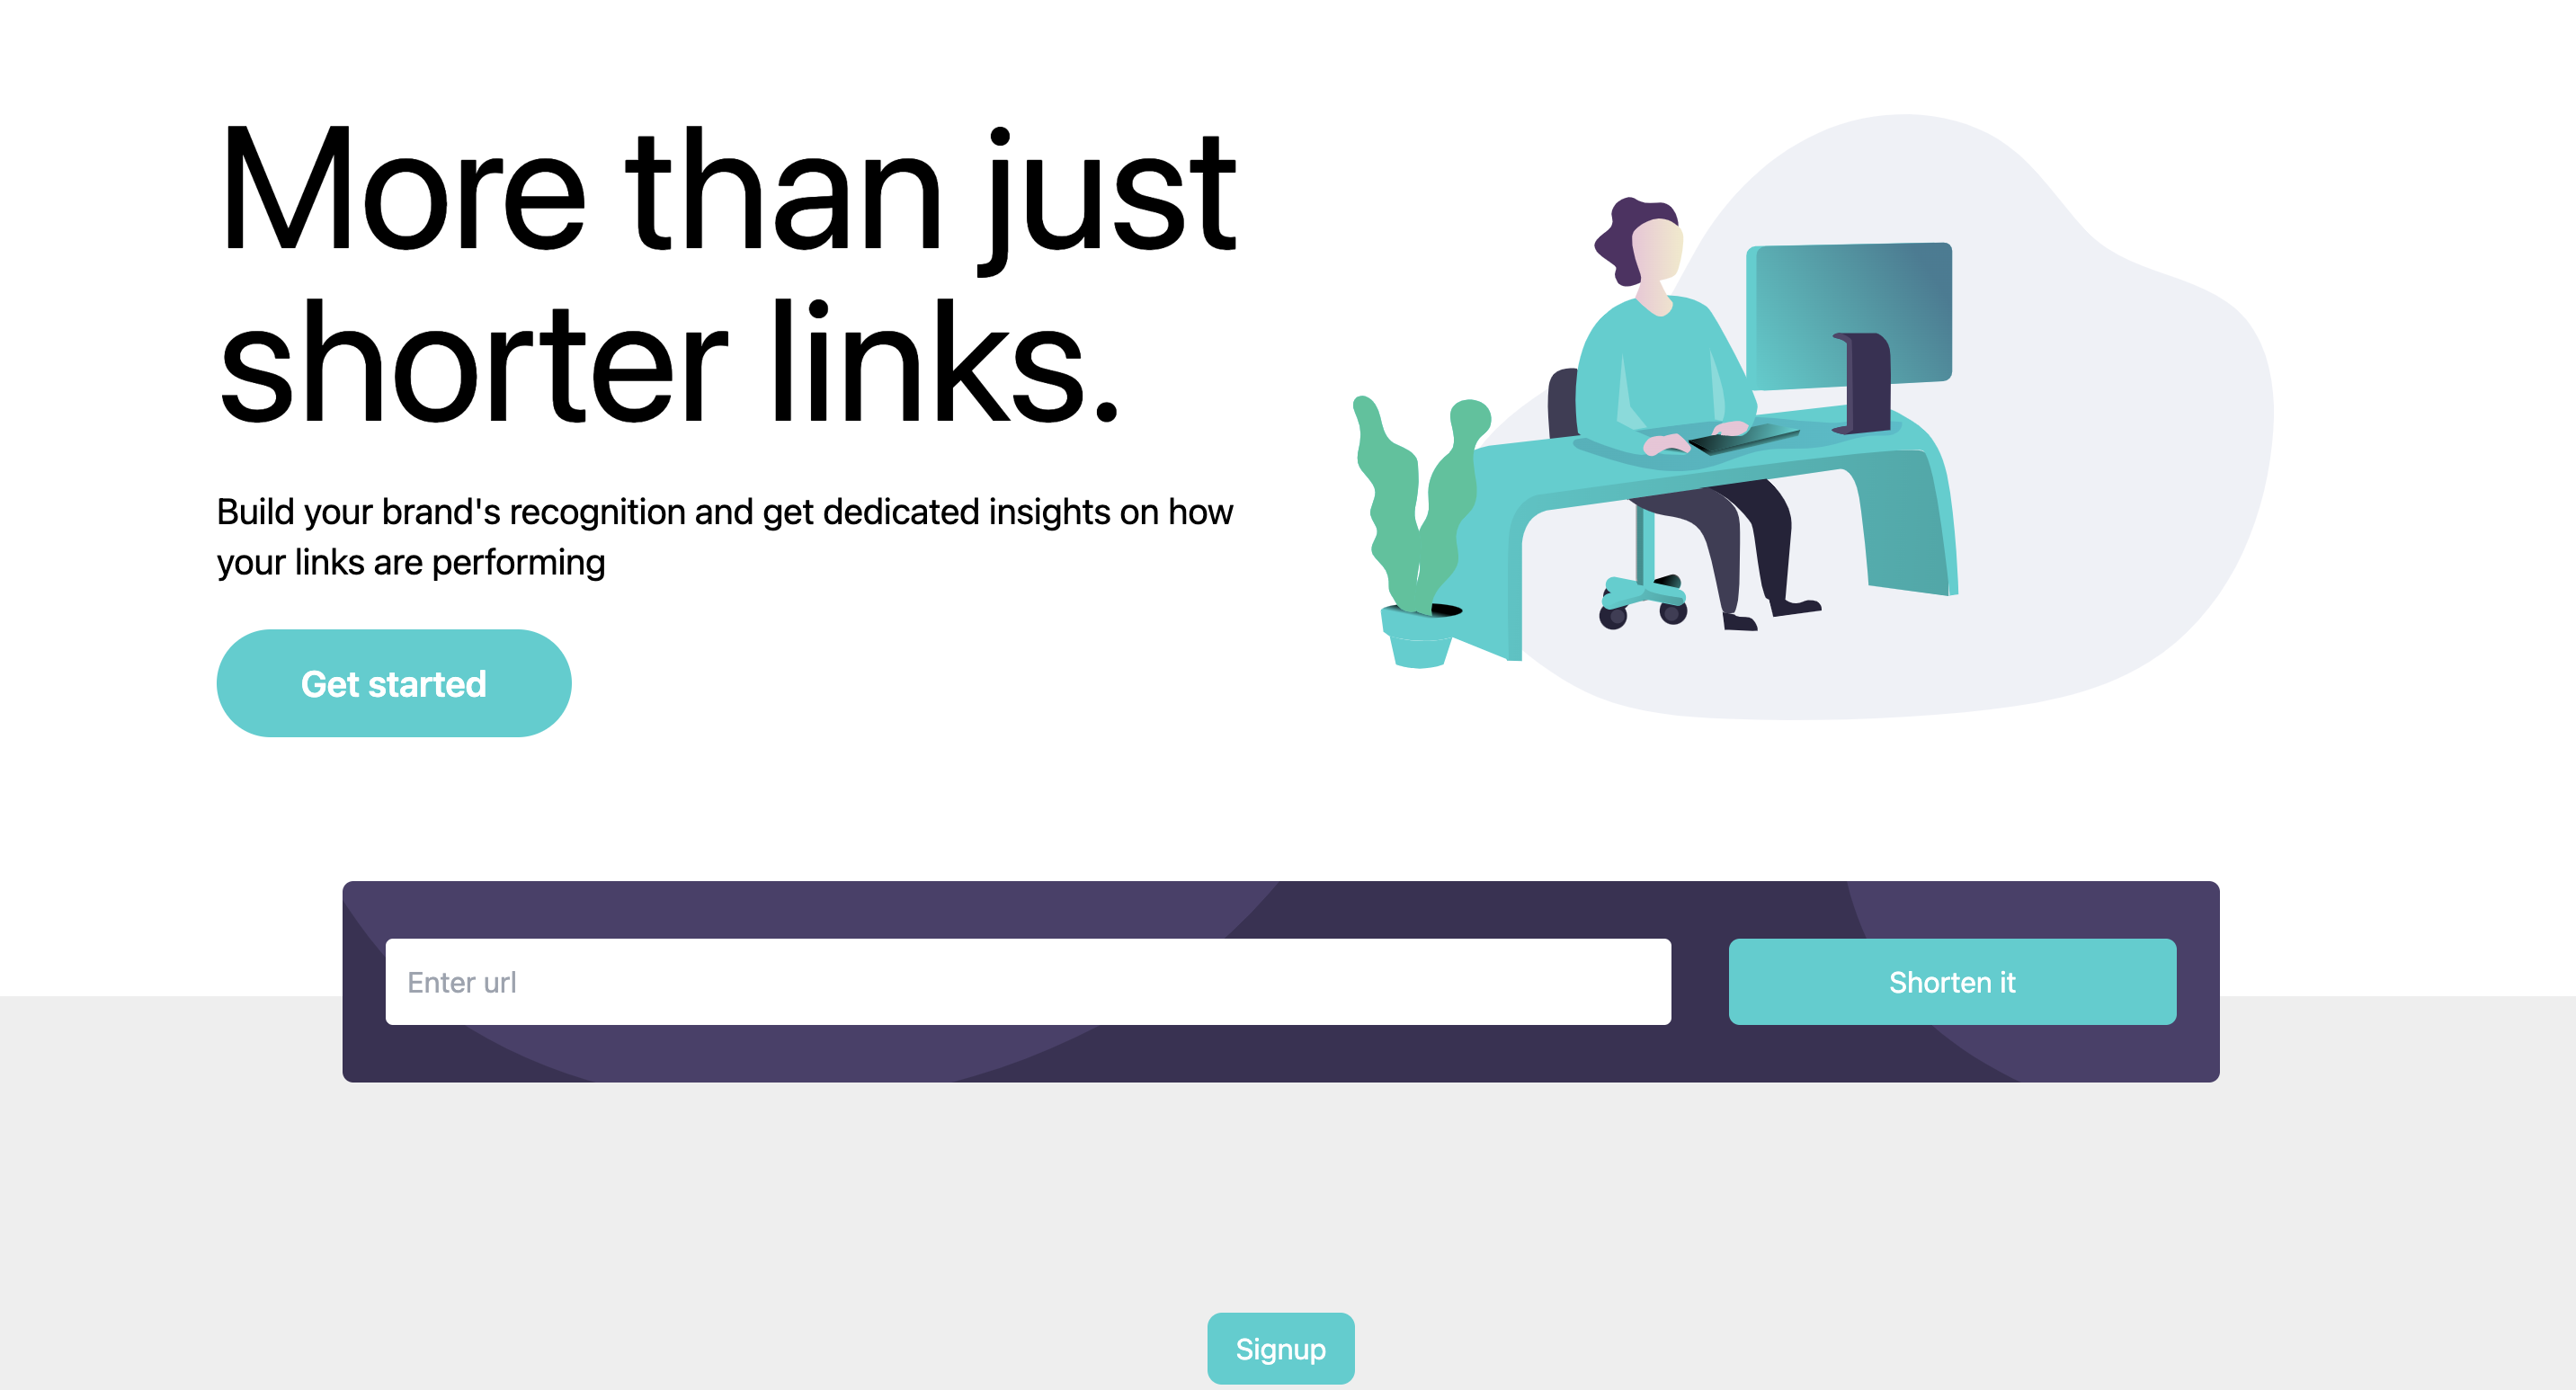 More than just
shorter links.
Build your brand's recognition and get dedicated insights on how
your links are performing
Get started
Enter url
Shorten it
Signup